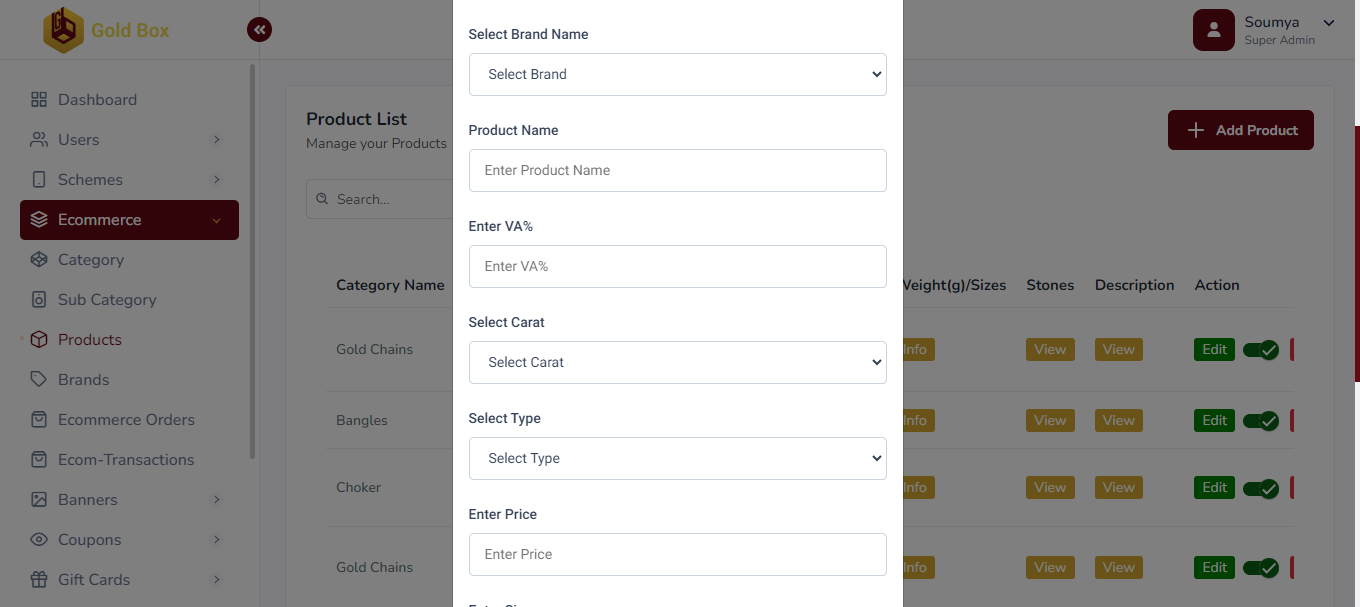 Gold Box
Soumya
Super Admin
Dashboard
Users
Schemes
Ecommerce
Category
Sub Category
Products
Brands
Ecommerce Orders
Ecom-Transactions
Banners
Coupons
Gift Cards
Product List
Manage your Products
Add Product
Search...
Category Name
Weight(g)/Sizes
Stones
Description
Action
Gold Chains
Info
View
View
Edit
Bangles
Info
View
View
Edit
Choker
Info
View
View
Edit
Gold Chains
Info
View
View
Edit
Select Brand Name
Select Brand
Product Name
Enter Product Name
Enter VA%
Enter VA%
Select Carat
Select Carat
Select Type
Select Type
Enter Price
Enter Price